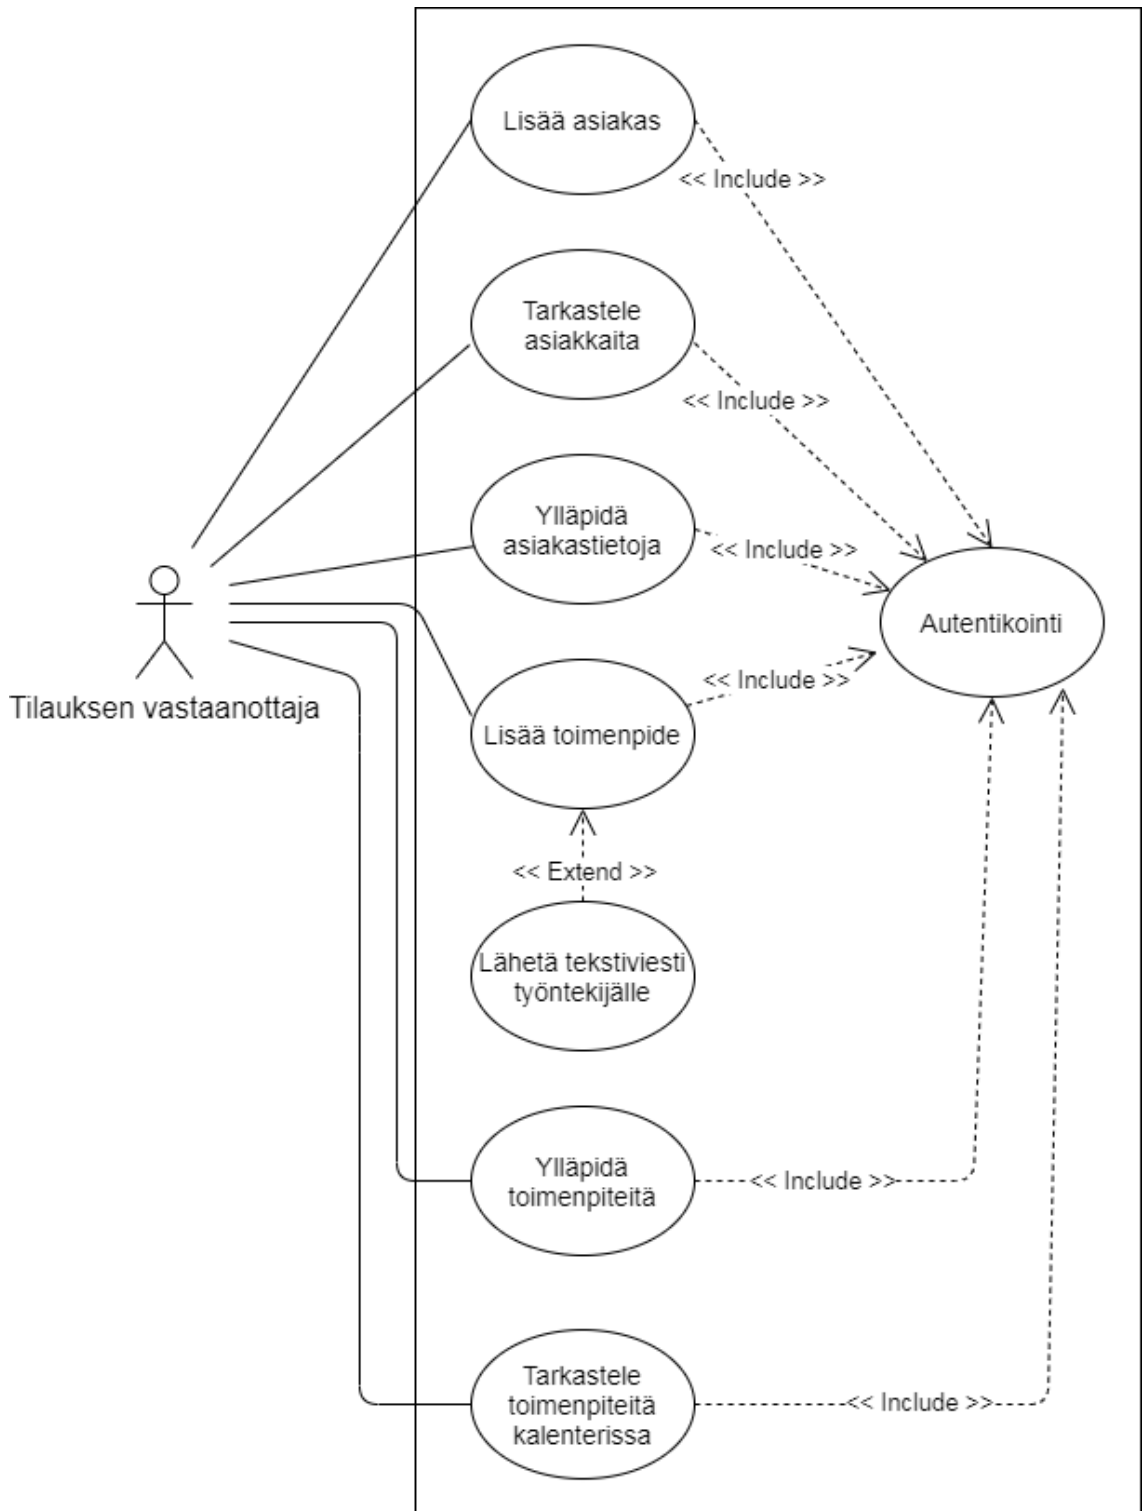 Lisää asiakas
<< Include >>
Tarkastele
asiakkaita
<< Include >>
Ylläpidä
asiakastietoja
<< Include >>
Autentikointi
Tilauksen vastaanottaja
<< Include >>
Lisää toimenpide
<< Extend >>
Lähetä tekstiviesti
työntekijälle
Ylläpidä
toimenpiteitä
<< Include >>
Tarkastele
toimenpiteitä
kalenterissa
<< Include >>